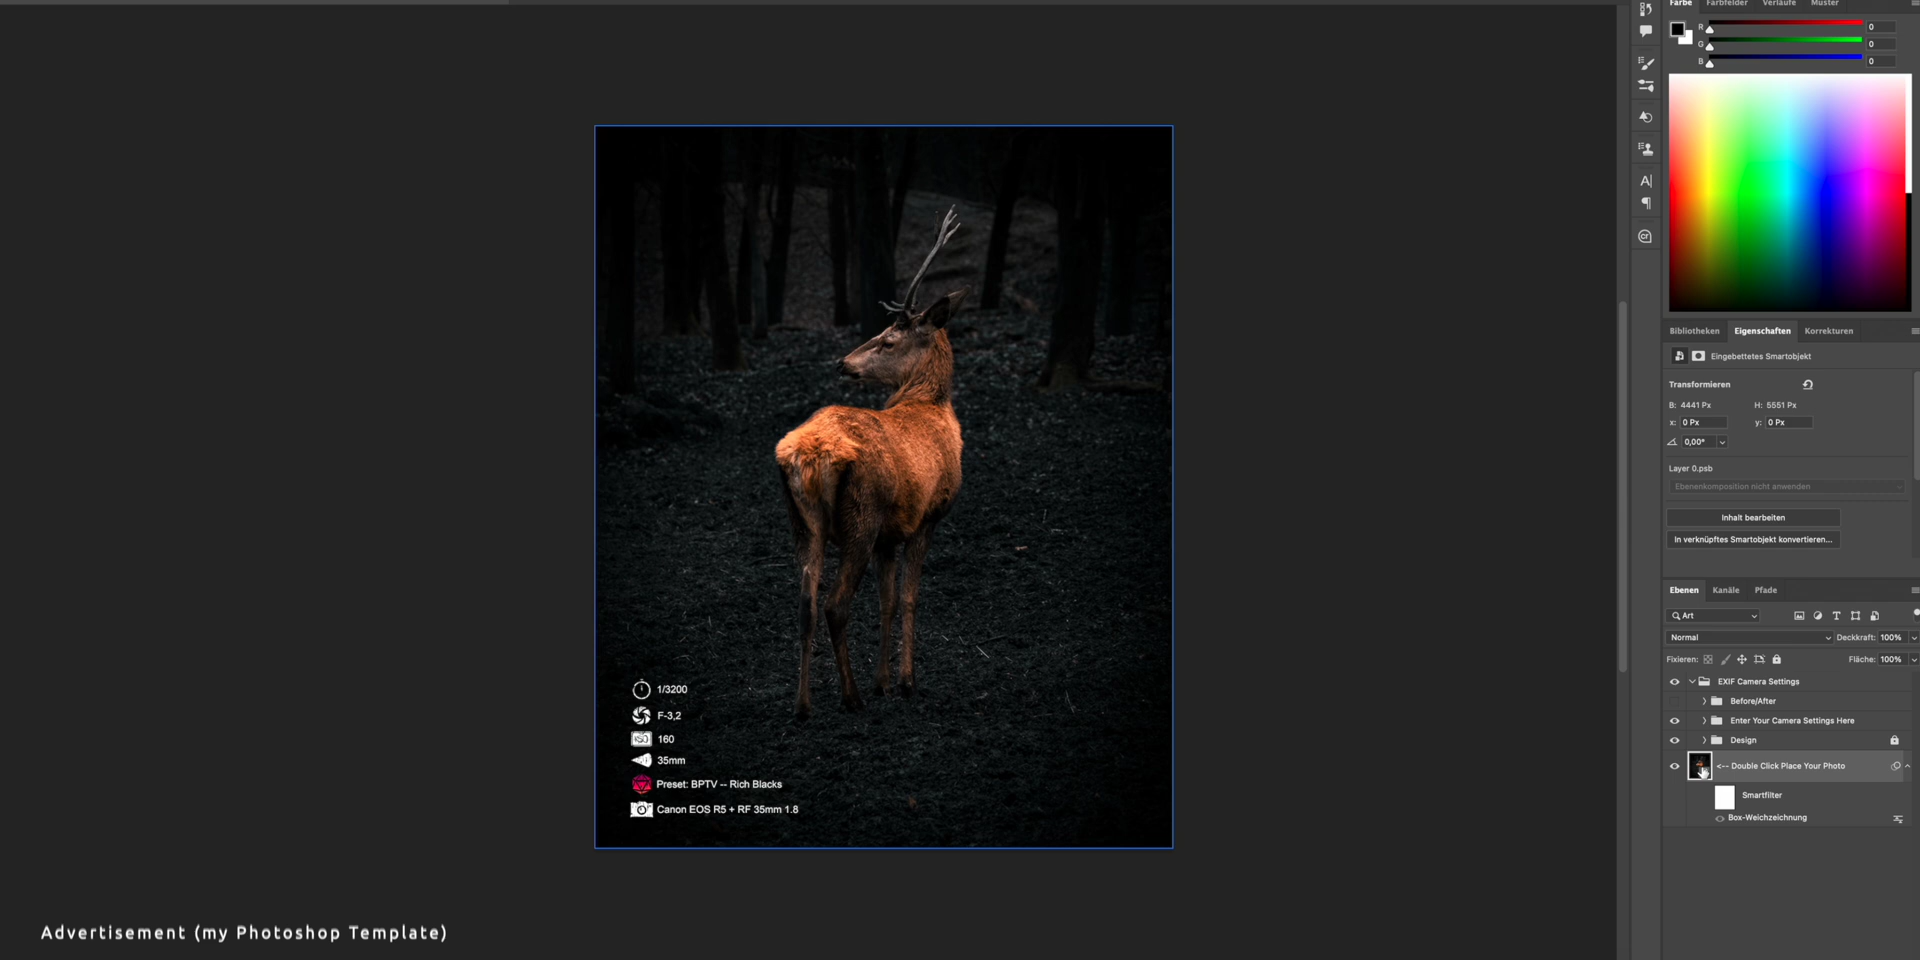 Farbe Farbfelder Verläufe Muster
R 0
G 0
B 0
Bibliotheken Eigenschaften Korrekturen
Eingebettetes Smartobjekt
Transformieren
B: 4441 Px H: 5551 Px
x: 0 Px y: 0 Px
0,00°
Layer 0.psb
Ebenenkomposition nicht anwenden
Inhalt bearbeiten
In verknüpftes Smartobjekt konvertieren...
Ebenen Kanäle Pfade
Art
Normal Deckkraft: 100%
Fixieren: Fläche: 100%
EXIF Camera Settings
Before/After
Enter Your Camera Settings Here
Design
<-- Double Click Place Your Photo
Smartfilter
Box-Weichzeichnung
1/3200
F-3,2
ISO 160
35mm
Preset: BPTV -- Rich Blacks
Canon EOS R5 + RF 35mm 1.8
Advertisement (my Photoshop Template)